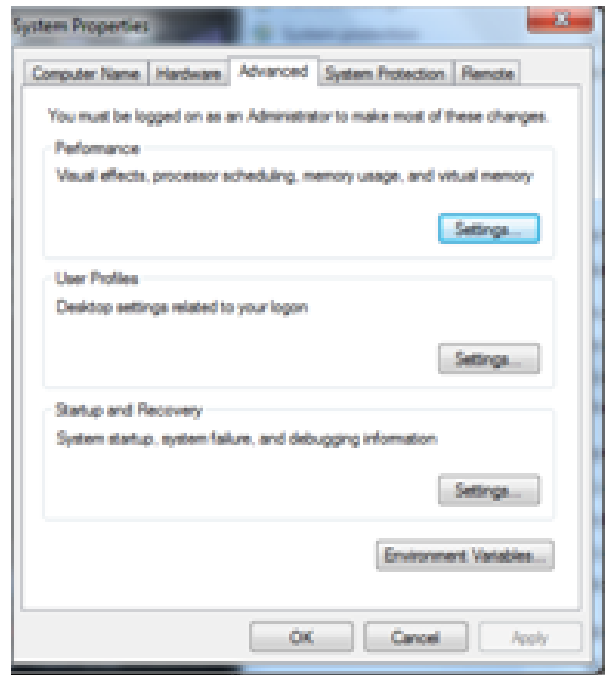 System Properties
System protection
Computer Name Hardware Advanced System Protection Remote
You must be logged on as an Administrator to make most of these changes.
Performance
Visual effects, processor scheduling, memory usage, and virtual memory
Settings...
User Profiles
Desktop settings related to your logon
Settings...
Startup and Recovery
System startup, system failure, and debugging information
Settings...
Environment Variables...
OK Cancel Apply